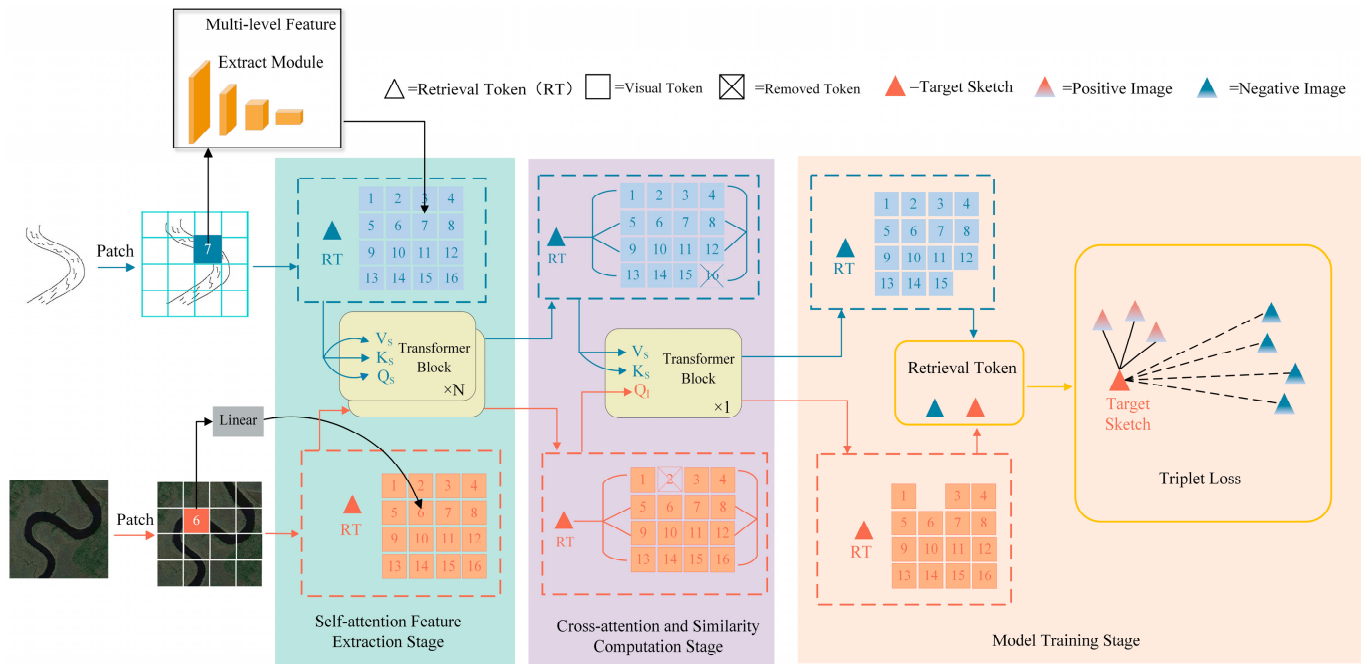 Multi-level Feature
Extract Module
=Retrieval Token（RT）
=Visual Token
=Removed Token
–Target Sketch
=Positive Image
=Negative Image
Patch
7
RT
1 2 3 4
5 6 7 8
9 10 11 12
13 14 15 16
RT
1 2 3 4
5 6 7 8
9 10 11 12
13 14 15 16
RT
1 2 3 4
5 6 7 8
9 10 11 12
13 14 15
VS
KS
QS
Transformer
Block
×N
VS
KS
QI
Transformer
Block
×1
Retrieval Token
Target
Sketch
Triplet Loss
Linear
Patch
6
RT
1 2 3 4
5 6 7 8
9 10 11 12
13 14 15 16
RT
1 2 3 4
5 6 7 8
9 10 11 12
13 14 15 16
RT
1 3 4
5 6 7 8
9 10 11 12
13 14 15 16
Self-attention Feature
Extraction Stage
Cross-attention and Similarity
Computation Stage
Model Training Stage